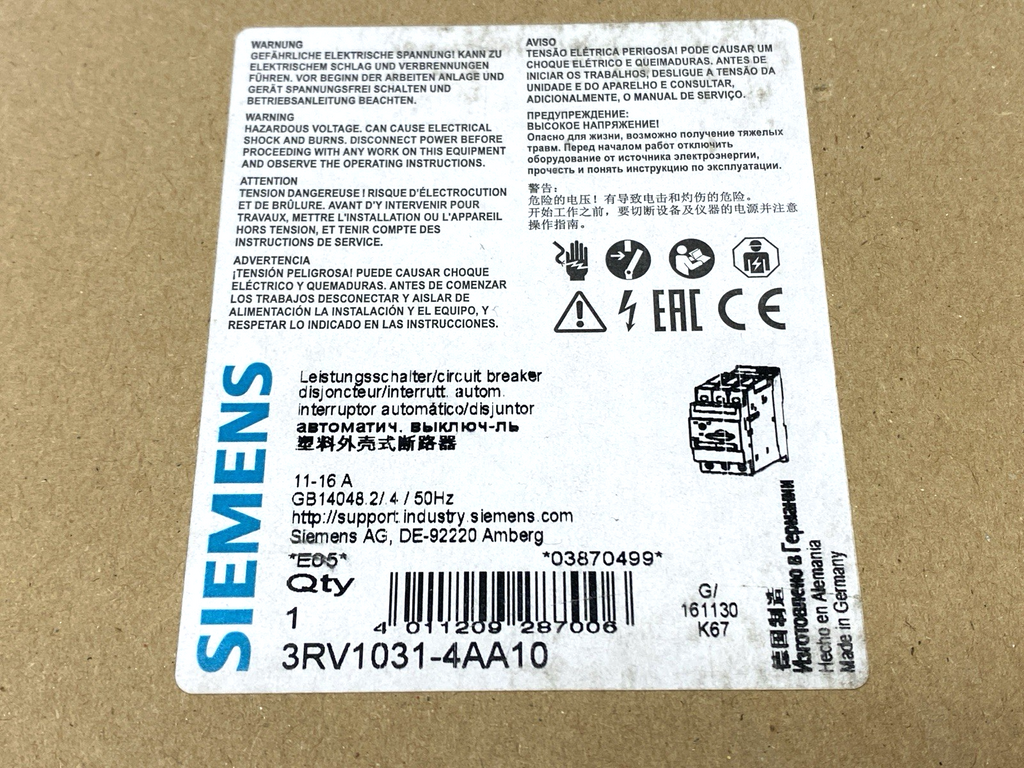 WARNUNG
GEFÄHRLICHE ELEKTRISCHE SPANNUNG! KANN ZU
ELEKTRISCHEM SCHLAG UND VERBRENNUNGEN
FÜHREN. VOR BEGINN DER ARBEITEN ANLAGE UND
GERÄT SPANNUNGSFREI SCHALTEN UND
BETRIEBSANLEITUNG BEACHTEN.
WARNING
HAZARDOUS VOLTAGE. CAN CAUSE ELECTRICAL
SHOCK AND BURNS. DISCONNECT POWER BEFORE
PROCEEDING WITH ANY WORK ON THIS EQUIPMENT
AND OBSERVE THE OPERATING INSTRUCTIONS.
ATTENTION
TENSION DANGEREUSE ! RISQUE D'ÉLECTROCUTION
ET DE BRÛLURE. AVANT D'Y INTERVENIR POUR
TRAVAUX, METTRE L'INSTALLATION OU L'APPAREIL
HORS TENSION, ET TENIR COMPTE DES
INSTRUCTIONS DE SERVICE.
ADVERTENCIA
¡TENSIÓN PELIGROSA! PUEDE CAUSAR CHOQUE
ELÉCTRICO Y QUEMADURAS. ANTES DE COMENZAR
LOS TRABAJOS DESCONECTAR Y AISLAR DE
ALIMENTACIÓN LA INSTALACIÓN Y EL EQUIPO, Y
RESPETAR LO INDICADO EN LAS INSTRUCCIONES.
AVISO
TENSÃO ELÉTRICA PERIGOSA! PODE CAUSAR UM
CHOQUE ELÉTRICO E QUEIMADURAS. ANTES DE
INICIAR OS TRABALHOS, DESLIGUE A TENSÃO DA
UNIDADE E DO APARELHO E CONSULTAR,
ADICIONALMENTE, O MANUAL DE SERVIÇO.
ПРЕДУПРЕЖДЕНИЕ:
ВЫСОКОЕ НАПРЯЖЕНИЕ!
Опасно для жизни, возможно получение тяжелых
травм. Перед началом работ отключить
оборудование от источника электроэнергии,
прочесть и понять инструкцию по эксплуатации.
警告:
危险的电压! 有导致电击和灼伤的危险。
开始工作之前, 要切断设备及仪器的电源并注意
操作指南。
EAC CE
SIEMENS
Leistungsschalter/circuit breaker
disjoncteur/interrutt. autom.
interruptor automático/disjuntor
автоматич. выключ-ль
塑料外壳式断路器
11-16 A
GB14048.2/.4 / 50Hz
http://support.industry.siemens.com
Siemens AG, DE-92220 Amberg
*E05* *03870499*
Qty
1
4 011209 287006
3RV1031-4AA10
G/
161130
K67
德国制造
Изготовлено в Германии
Hecho en Alemania
Made in Germany